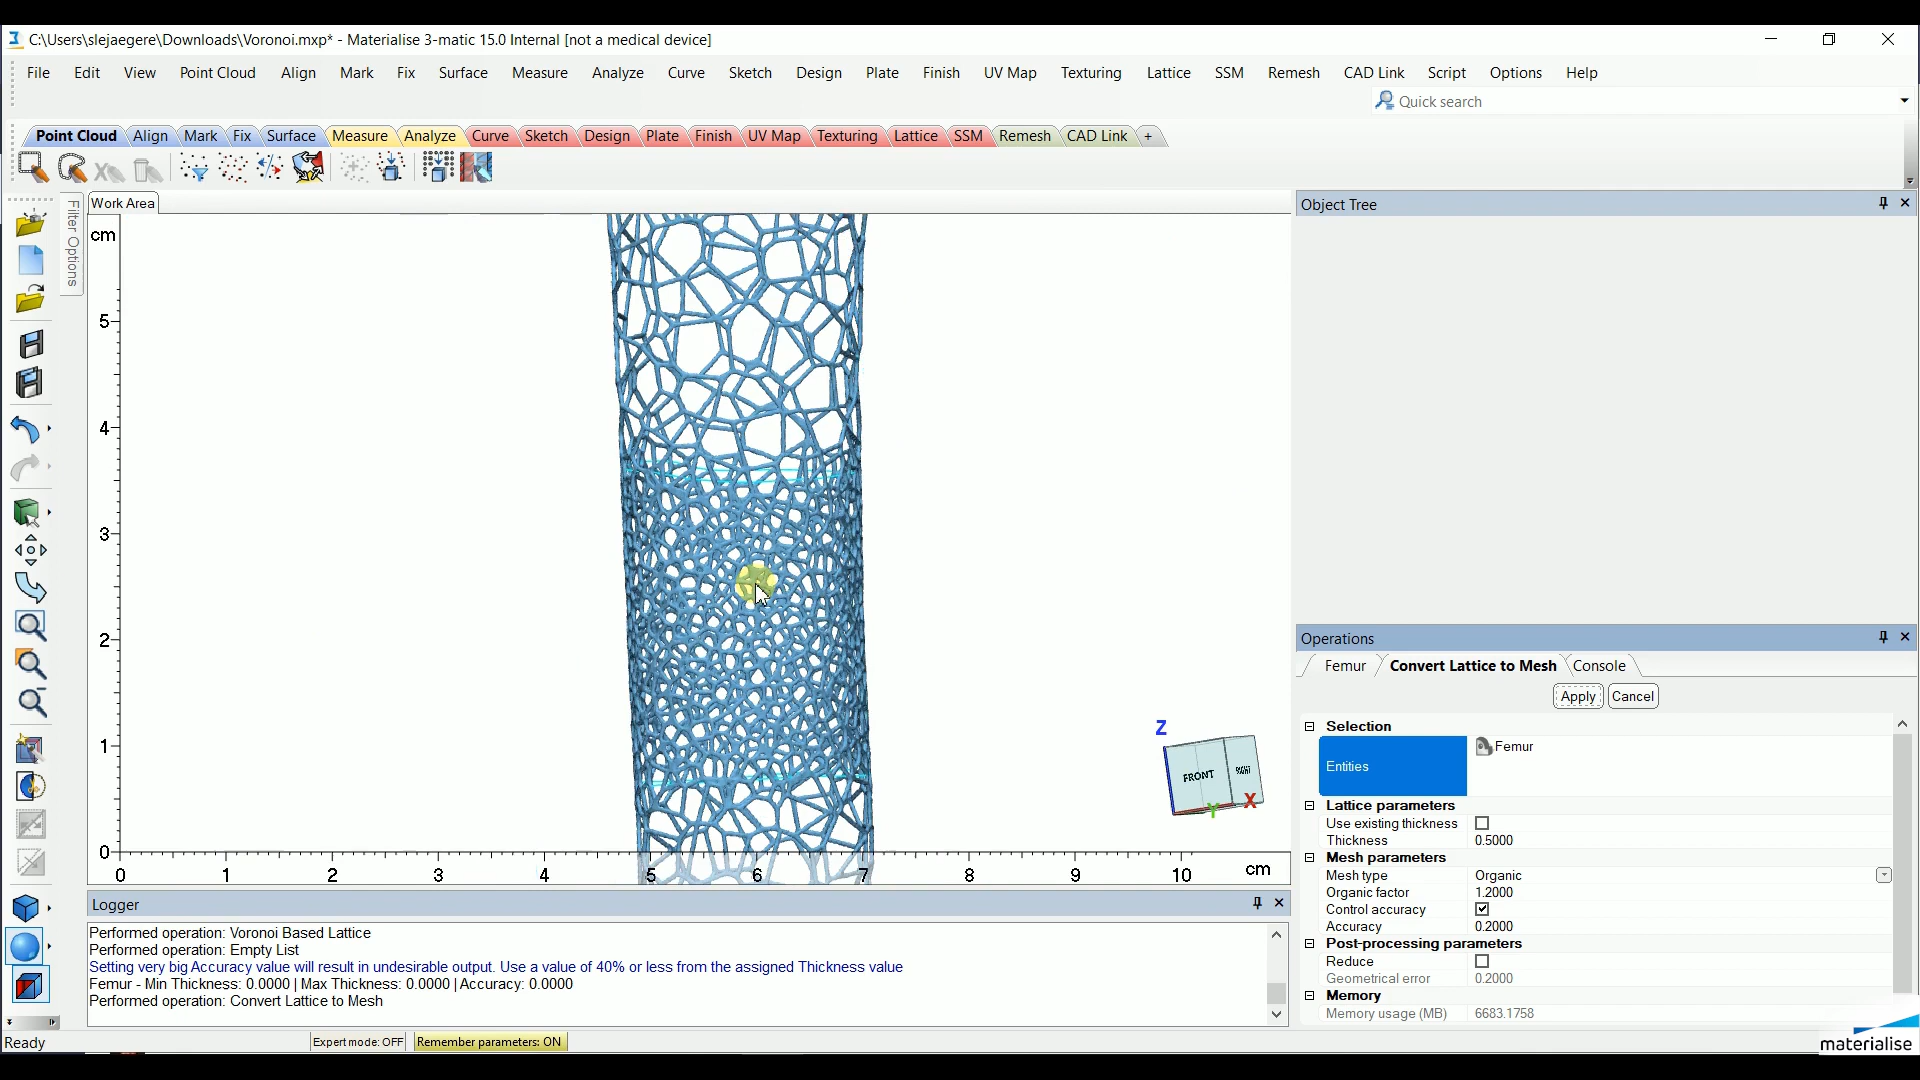 C:\Users\slejaegere\Downloads\Voronoi.mxp* - Materialise 3-matic 15.0 Internal [not a medical device]
File Edit View Point Cloud Align Mark Fix Surface Measure Analyze Curve Sketch Design Plate Finish UV Map Texturing Lattice SSM Remesh CAD Link Script Options Help
Quick search
Point Cloud Align Mark Fix Surface Measure Analyze Curve Sketch Design Plate Finish UV Map Texturing Lattice SSM Remesh CAD Link +
Filter Options
Work Area
cm
5
4
3
2
1
0
0 1 2 3 4 5 6 7 8 9 10 cm
Z
FRONT RIGHT
Y X
Object Tree
Operations
Femur Convert Lattice to Mesh Console
Apply Cancel
Selection
Entities Femur
Lattice parameters
Use existing thickness
Thickness 0.5000
Mesh parameters
Mesh type Organic
Organic factor 1.2000
Control accuracy
Accuracy 0.2000
Post-processing parameters
Reduce
Geometrical error 0.2000
Memory
Memory usage (MB) 6683.1758
Logger
Performed operation: Voronoi Based Lattice
Performed operation: Empty List
Setting very big Accuracy value will result in undesirable output. Use a value of 40% or less from the assigned Thickness value
Femur - Min Thickness: 0.0000 | Max Thickness: 0.0000 | Accuracy: 0.0000
Performed operation: Convert Lattice to Mesh
Ready Expert mode: OFF Remember parameters: ON
materialise